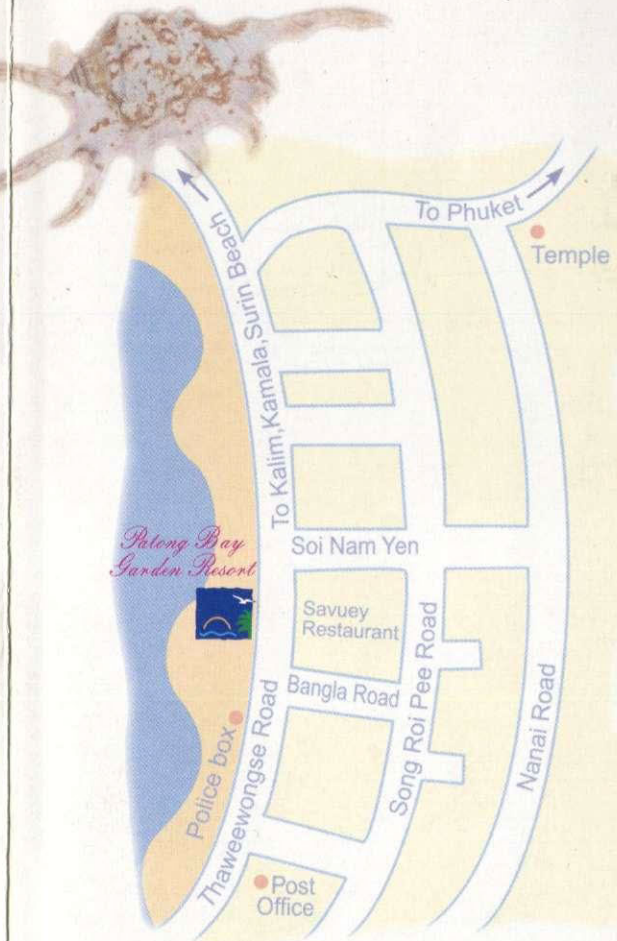 To Phuket
Temple
To Kalim,Kamala,Surin Beach
Patong Bay
Garden Resort
Soi Nam Yen
Savuey
Restaurant
Bangla Road
Song Roi Pee Road
Nanai Road
Police box
Thaweewongse Road
Post
Office